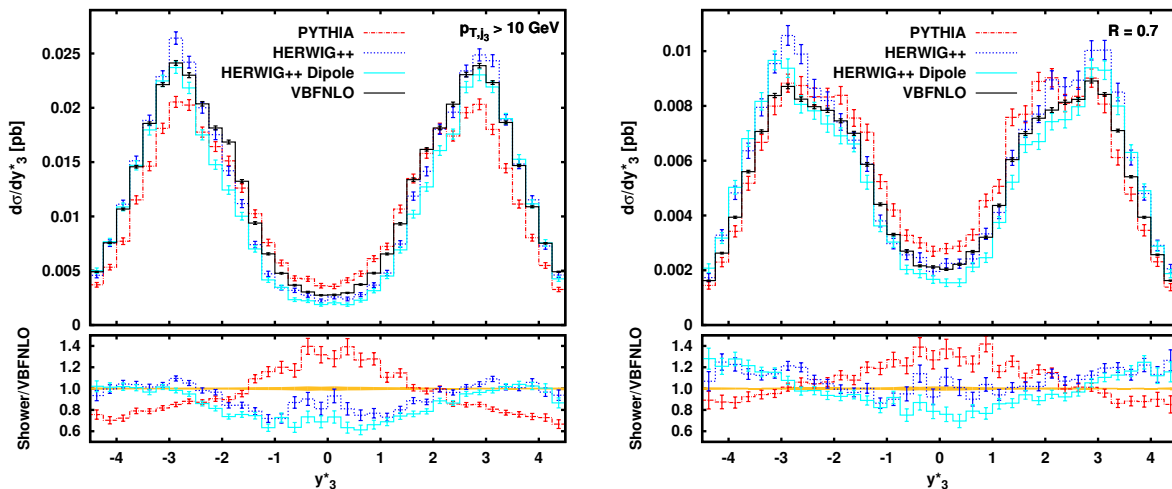 p_{T,j_3} > 10 GeV
PYTHIA
HERWIG++
HERWIG++ Dipole
VBFNLO
dσ/dy*_3 [pb]
0.025
0.02
0.015
0.01
0.005
0
Shower/VBFNLO
1.4
1.2
1.0
0.8
0.6
-4 -3 -2 -1 0 1 2 3 4
y*_3
R = 0.7
PYTHIA
HERWIG++
HERWIG++ Dipole
VBFNLO
dσ/dy*_3 [pb]
0.01
0.008
0.006
0.004
0.002
0
Shower/VBFNLO
1.4
1.2
1.0
0.8
0.6
-4 -3 -2 -1 0 1 2 3 4
y*_3